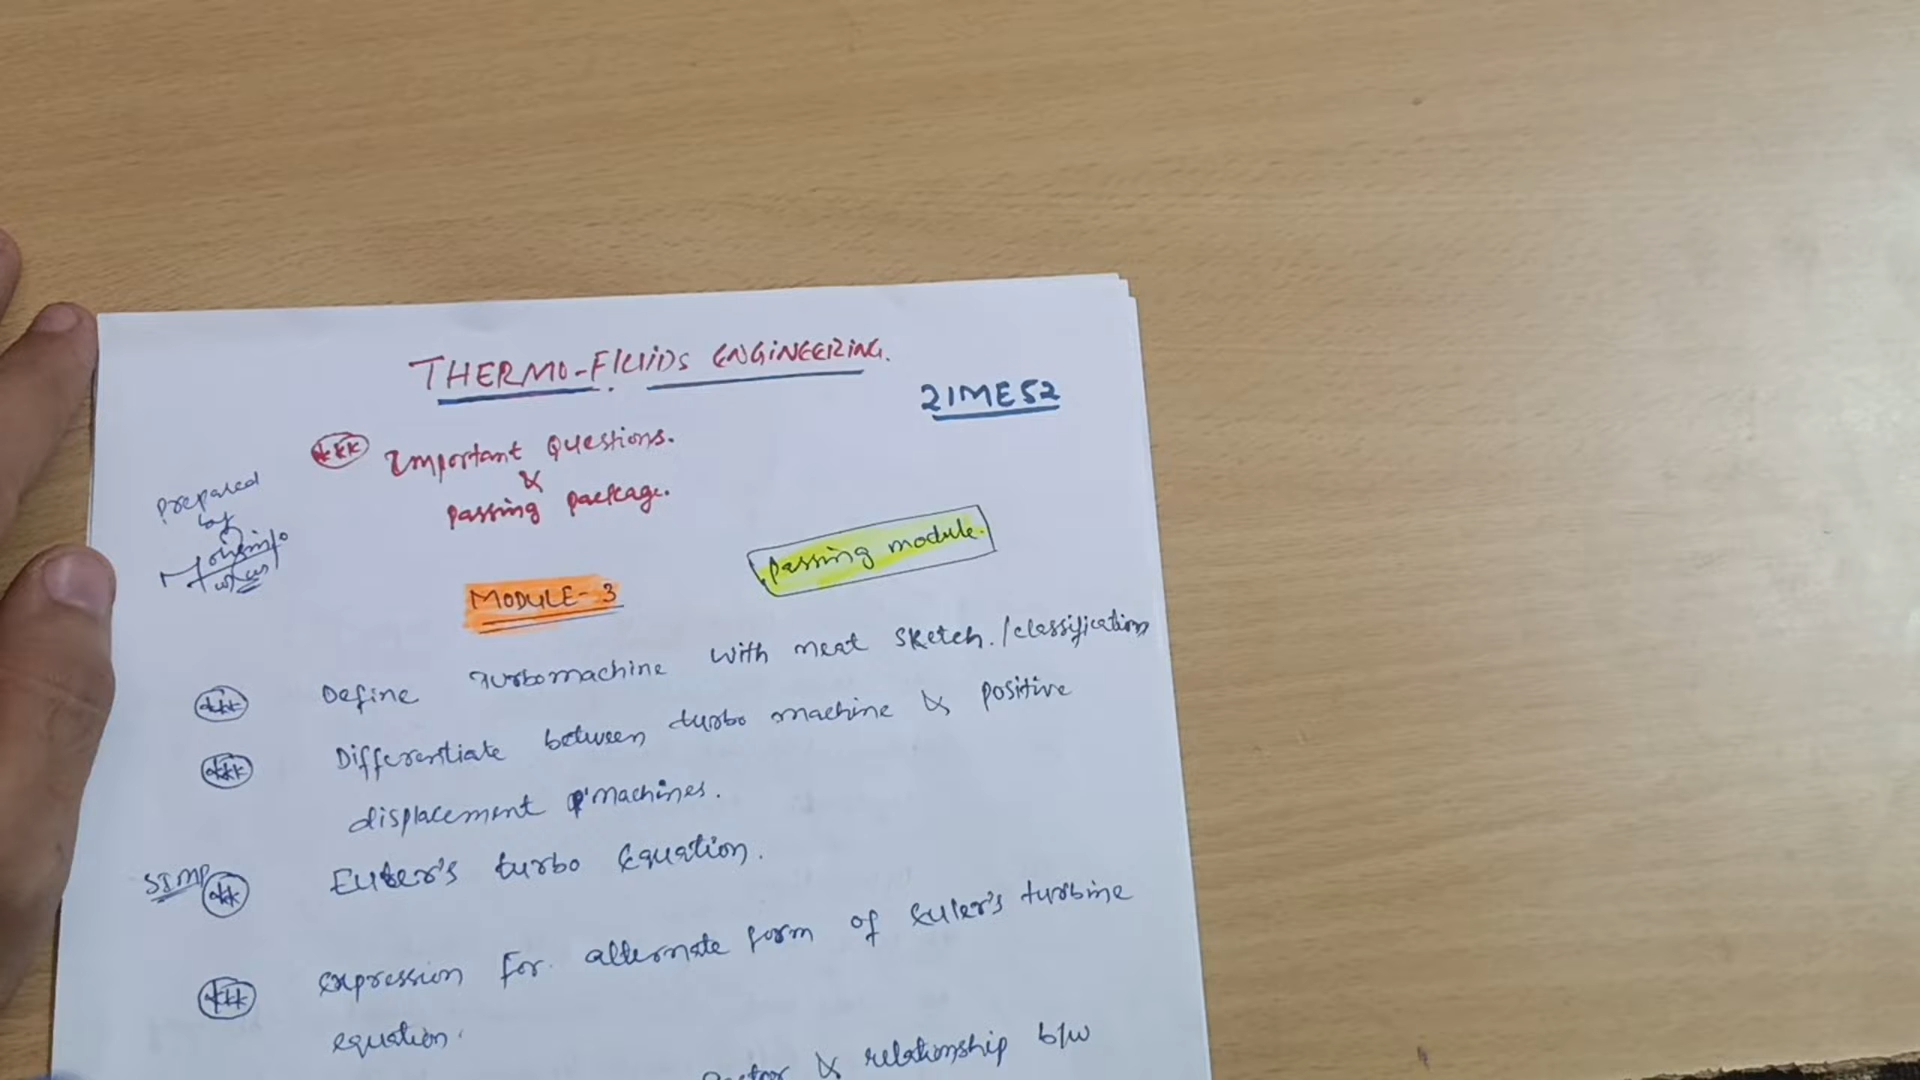 THERMO-FLUIDS ENGINEERING.
21ME52
*** Important Questions.
&
Passing package.
Prepared
by
Passing module.
MODULE-3
*** Define Turbomachine with neat sketch./classification
*** Differentiate between turbo machine & positive
displacement machines.
SIMP *** Euler's turbo Equation.
*** expression for alternate form of Euler's turbine
equation.
& relationship b/w